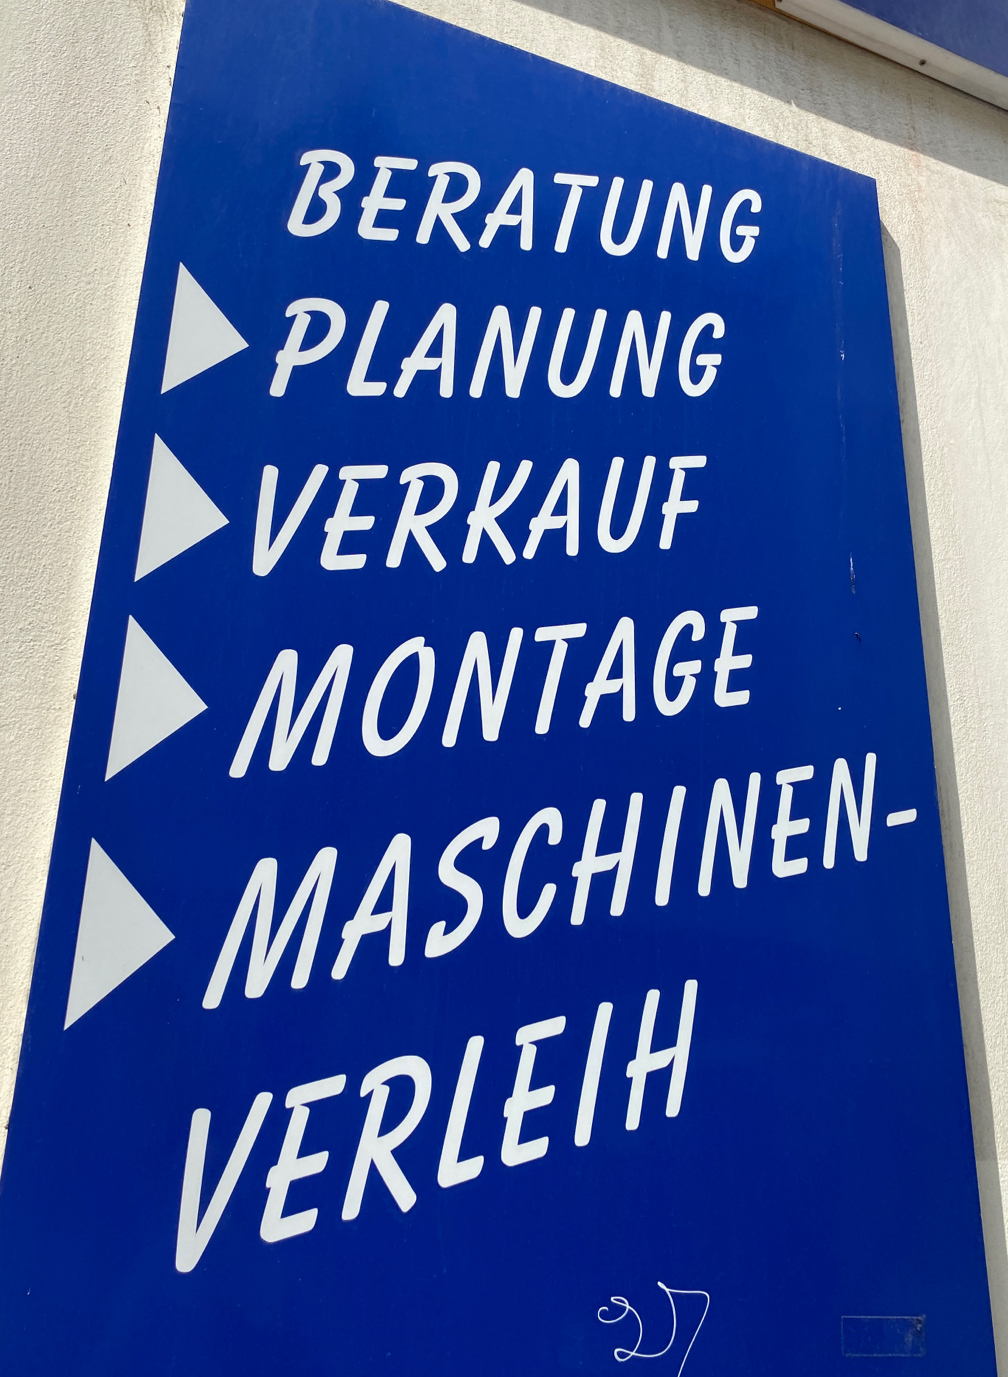 BERATUNG
PLANUNG
VERKAUF
MONTAGE
MASCHINEN-
VERLEIH